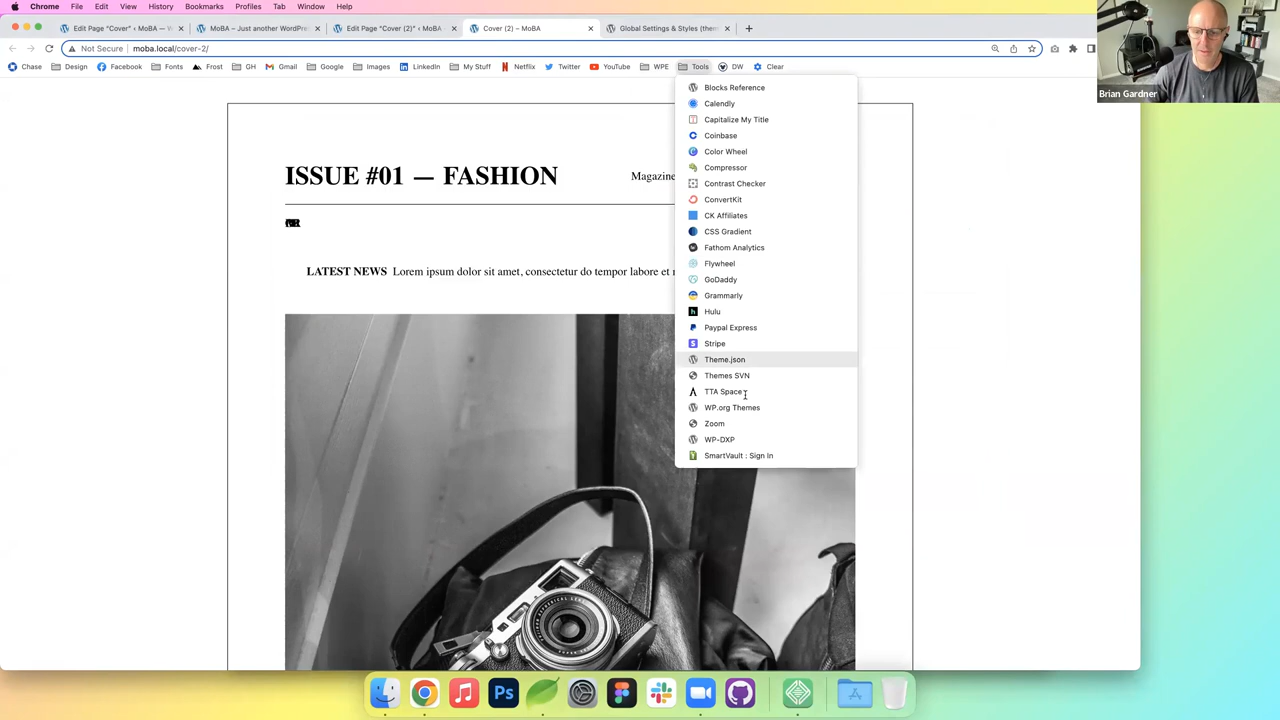 Chrome File Edit View History Bookmarks Profiles Tab Window Help
Edit Page "Cover" ‹ MoBA — W
MoBA – Just another WordPre
Edit Page "Cover (2)" ‹ MoBA
Cover (2) – MoBA
Global Settings & Styles (them
Not Secure moba.local/cover-2/
Chase Design Facebook Fonts Frost GH Gmail Google Images LinkedIn My Stuff Netflix Twitter YouTube WPE Tools DW Clear
Brian Gardner
Blocks Reference
Calendly
Capitalize My Title
Coinbase
Color Wheel
Compressor
Contrast Checker
ConvertKit
CK Affiliates
CSS Gradient
Fathom Analytics
Flywheel
GoDaddy
Grammarly
Hulu
Paypal Express
Stripe
Theme.json
Themes SVN
TTA Space
WP.org Themes
Zoom
WP-DXP
SmartVault : Sign In
ISSUE #01 — FASHION
Magazine
LATEST NEWS Lorem ipsum dolor sit amet, consectetur do tempor labore et
Ps